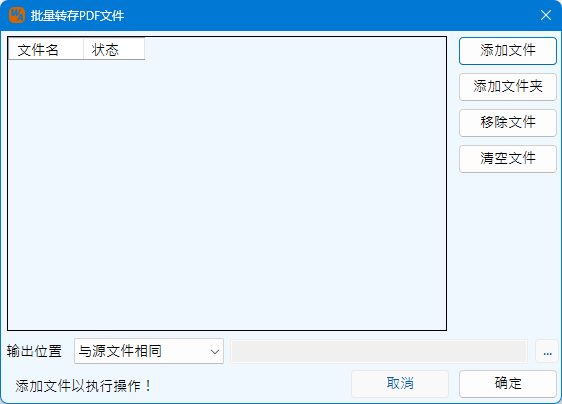 批量转存PDF文件
文件名 状态
添加文件
添加文件夹
移除文件
清空文件
输出位置 与源文件相同 ...
添加文件以执行操作！
取消 确定